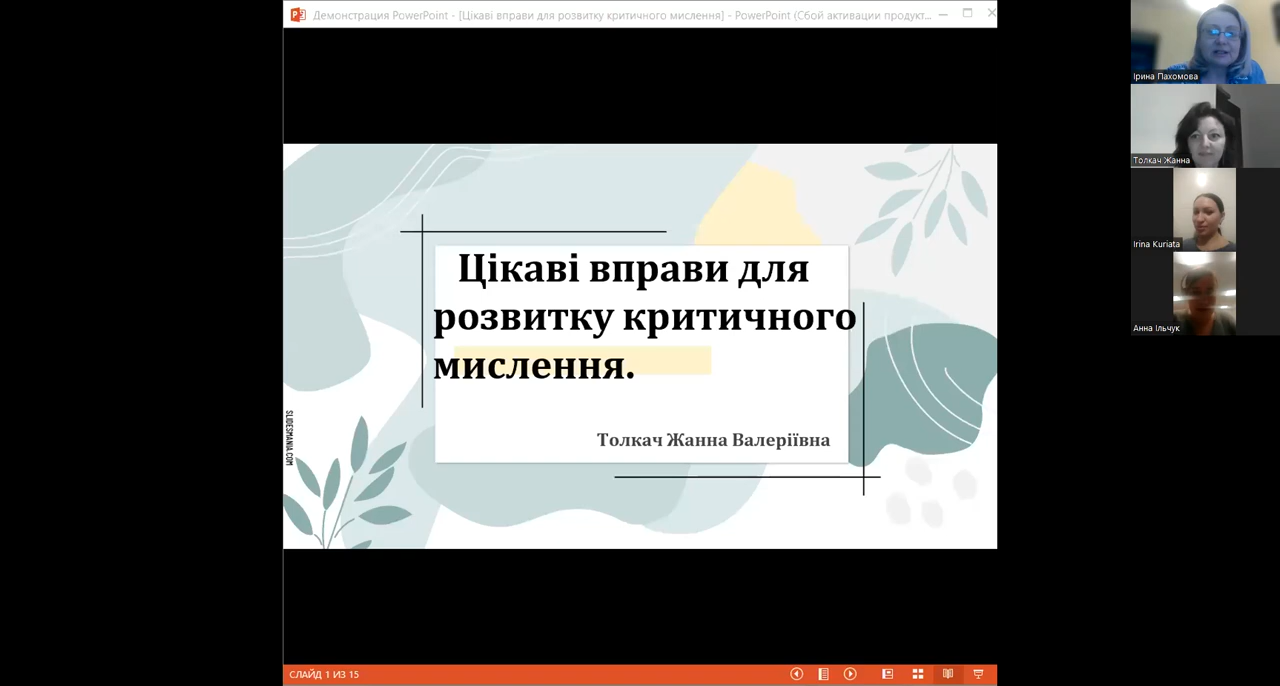 Демонстрация PowerPoint - [Цікаві вправи для розвитку критичного мислення] - PowerPoint (Сбой активации продукт...
Ірина Пахомова
Толкач Жанна
Irina Kuriata
Анна Ільчук
Цікаві вправи для
розвитку критичного
мислення.
Толкач Жанна Валеріївна
SLIDESMANIA.COM
СЛАЙД 1 ИЗ 15